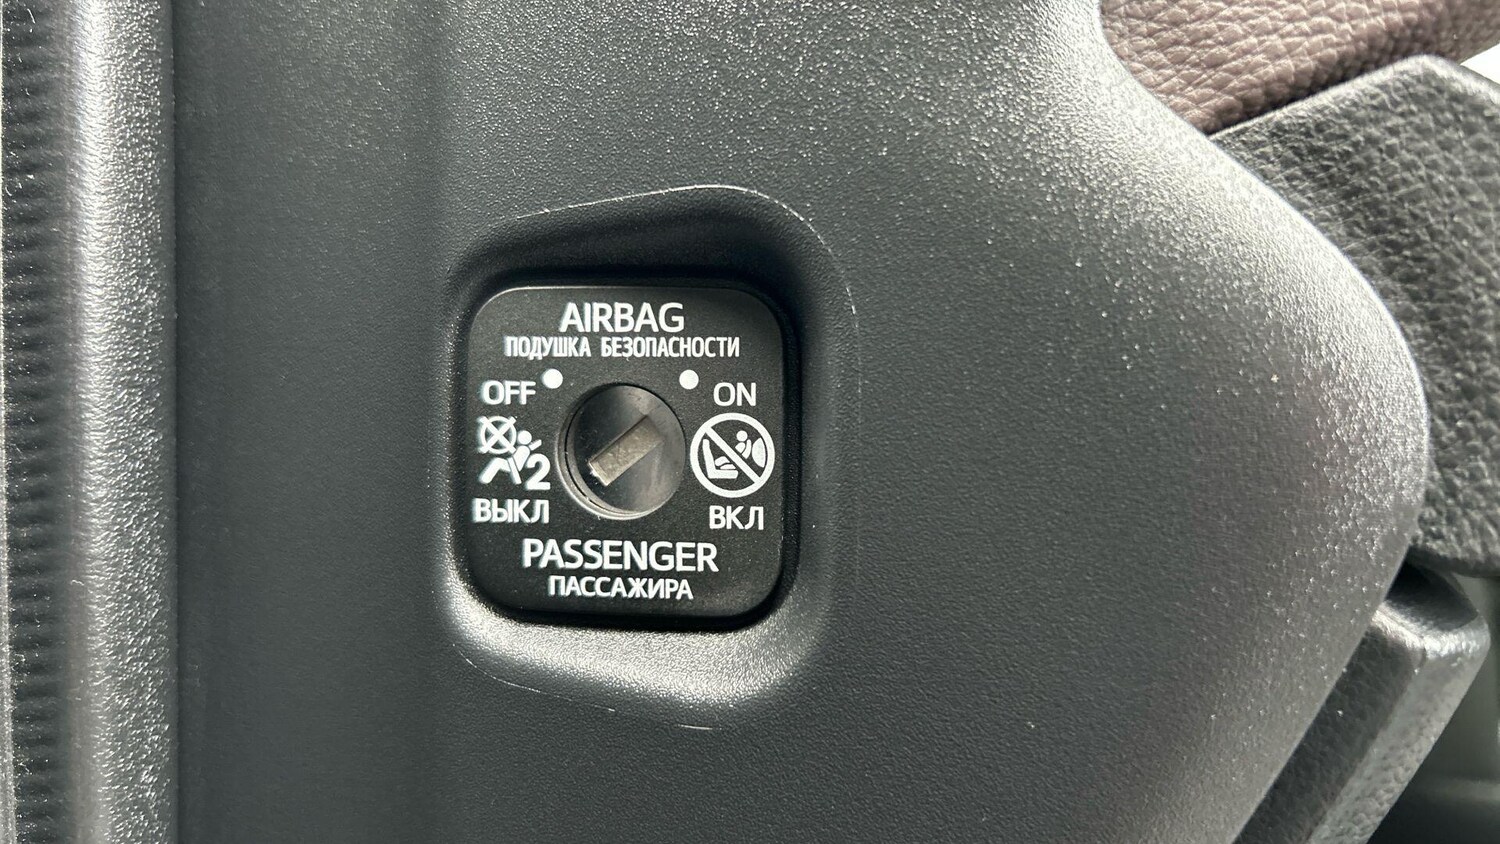 AIRBAG
ПОДУШКА БЕЗОПАСНОСТИ
OFF ON
2
ВЫКЛ ВКЛ
PASSENGER
ПАССАЖИРА